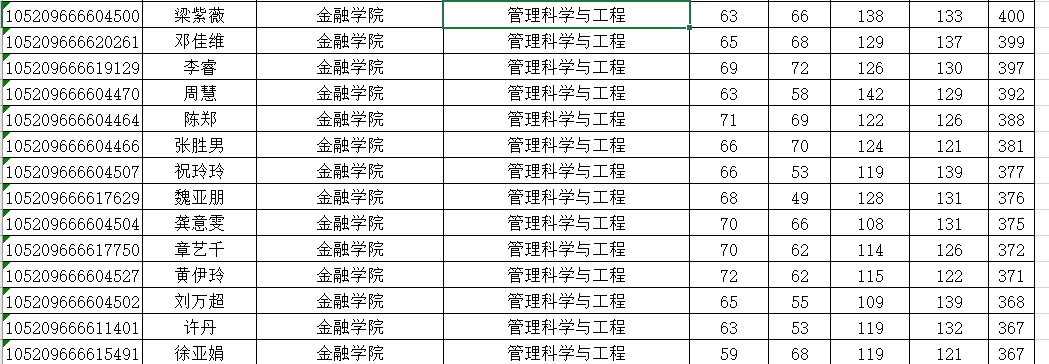 105209666604500 梁紫薇 金融学院 管理科学与工程 63 66 138 133 400
105209666620261 邓佳维 金融学院 管理科学与工程 65 68 129 137 399
105209666619129 李睿 金融学院 管理科学与工程 69 72 126 130 397
105209666604470 周慧 金融学院 管理科学与工程 63 58 142 129 392
105209666604464 陈郑 金融学院 管理科学与工程 71 69 122 126 388
105209666604466 张胜男 金融学院 管理科学与工程 66 70 124 121 381
105209666604507 祝玲玲 金融学院 管理科学与工程 66 53 119 139 377
105209666617629 魏亚朋 金融学院 管理科学与工程 68 49 128 131 376
105209666604504 龚意雯 金融学院 管理科学与工程 70 66 108 131 375
105209666617750 章艺千 金融学院 管理科学与工程 70 62 114 126 372
105209666604527 黄伊玲 金融学院 管理科学与工程 72 62 115 122 371
105209666604502 刘万超 金融学院 管理科学与工程 65 55 109 139 368
105209666611401 许丹 金融学院 管理科学与工程 63 53 119 132 367
105209666615491 徐亚娟 金融学院 管理科学与工程 59 68 119 121 367